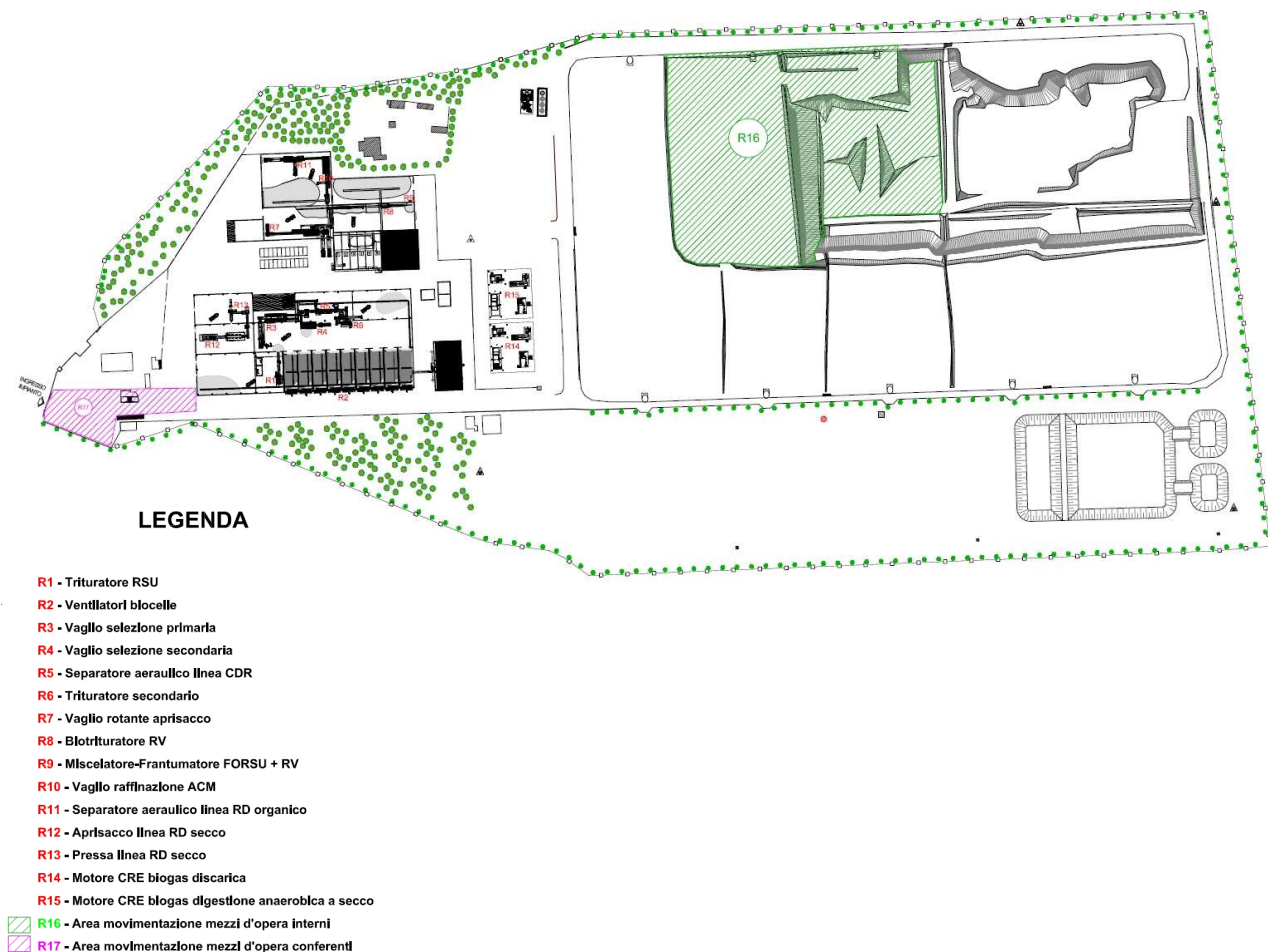 R16
R11
R10
R9
R8
R7
R13
R5
R3
R4
R6
R12
R1
R2
R15
R14
INGRESSO
IMPIANTO
R17
LEGENDA
R1 - Trituratore RSU
R2 - Ventilatori biocelle
R3 - Vaglio selezione primaria
R4 - Vaglio selezione secondaria
R5 - Separatore aeraulico linea CDR
R6 - Trituratore secondario
R7 - Vaglio rotante aprisacco
R8 - Biotrituratore RV
R9 - Miscelatore-Frantumatore FORSU + RV
R10 - Vaglio raffinazione ACM
R11 - Separatore aeraulico linea RD organico
R12 - Aprisacco linea RD secco
R13 - Pressa linea RD secco
R14 - Motore CRE biogas discarica
R15 - Motore CRE biogas digestione anaerobica a secco
R16 - Area movimentazione mezzi d'opera interni
R17 - Area movimentazione mezzi d'opera conferenti